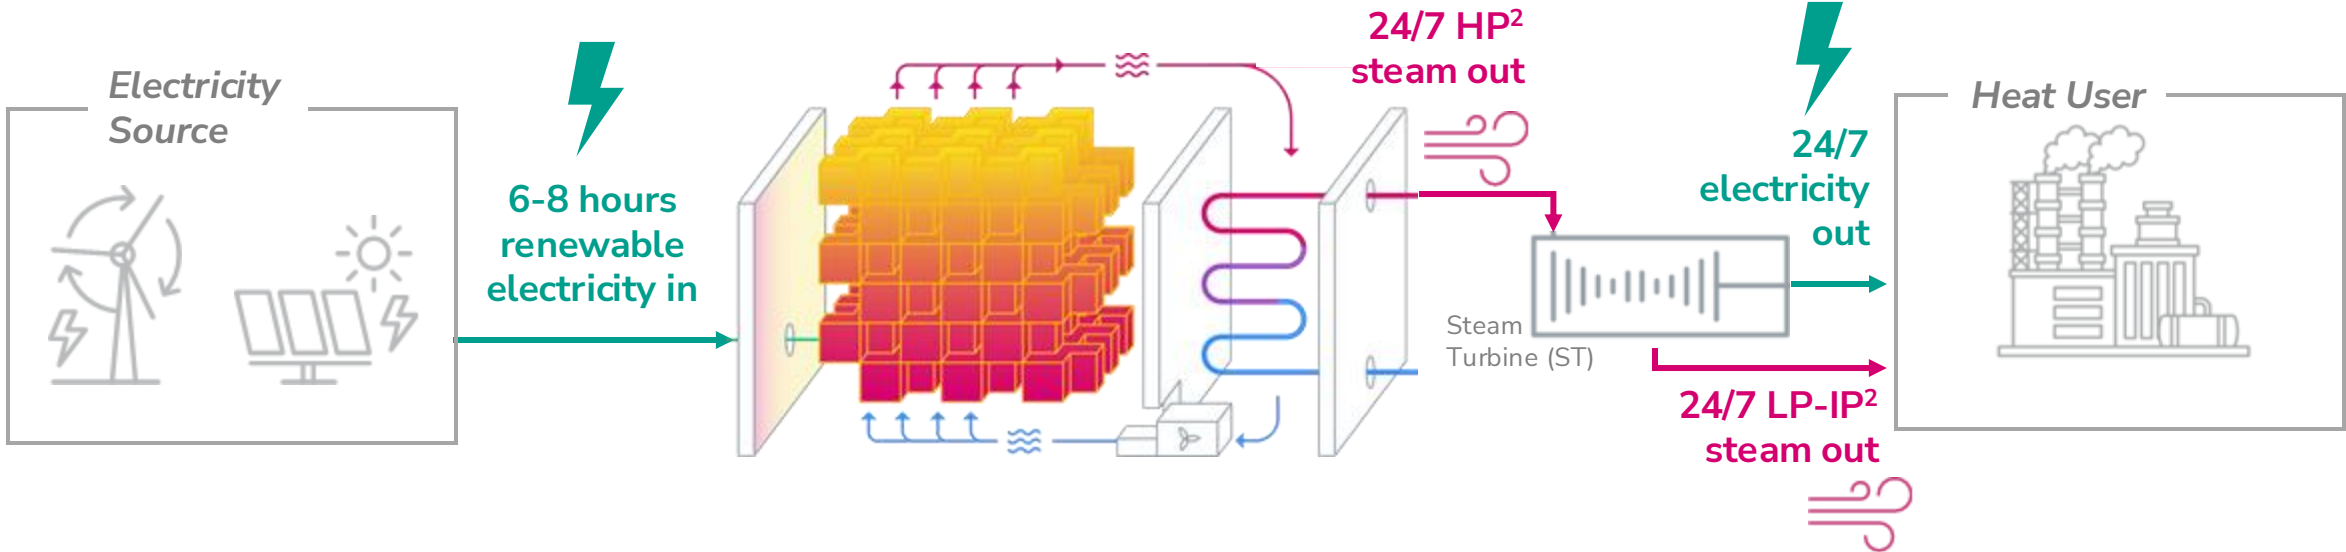 Electricity
Source
6-8 hours
renewable
electricity in
24/7 HP²
steam out
Steam
Turbine (ST)
24/7
electricity
out
24/7 LP-IP²
steam out
Heat User